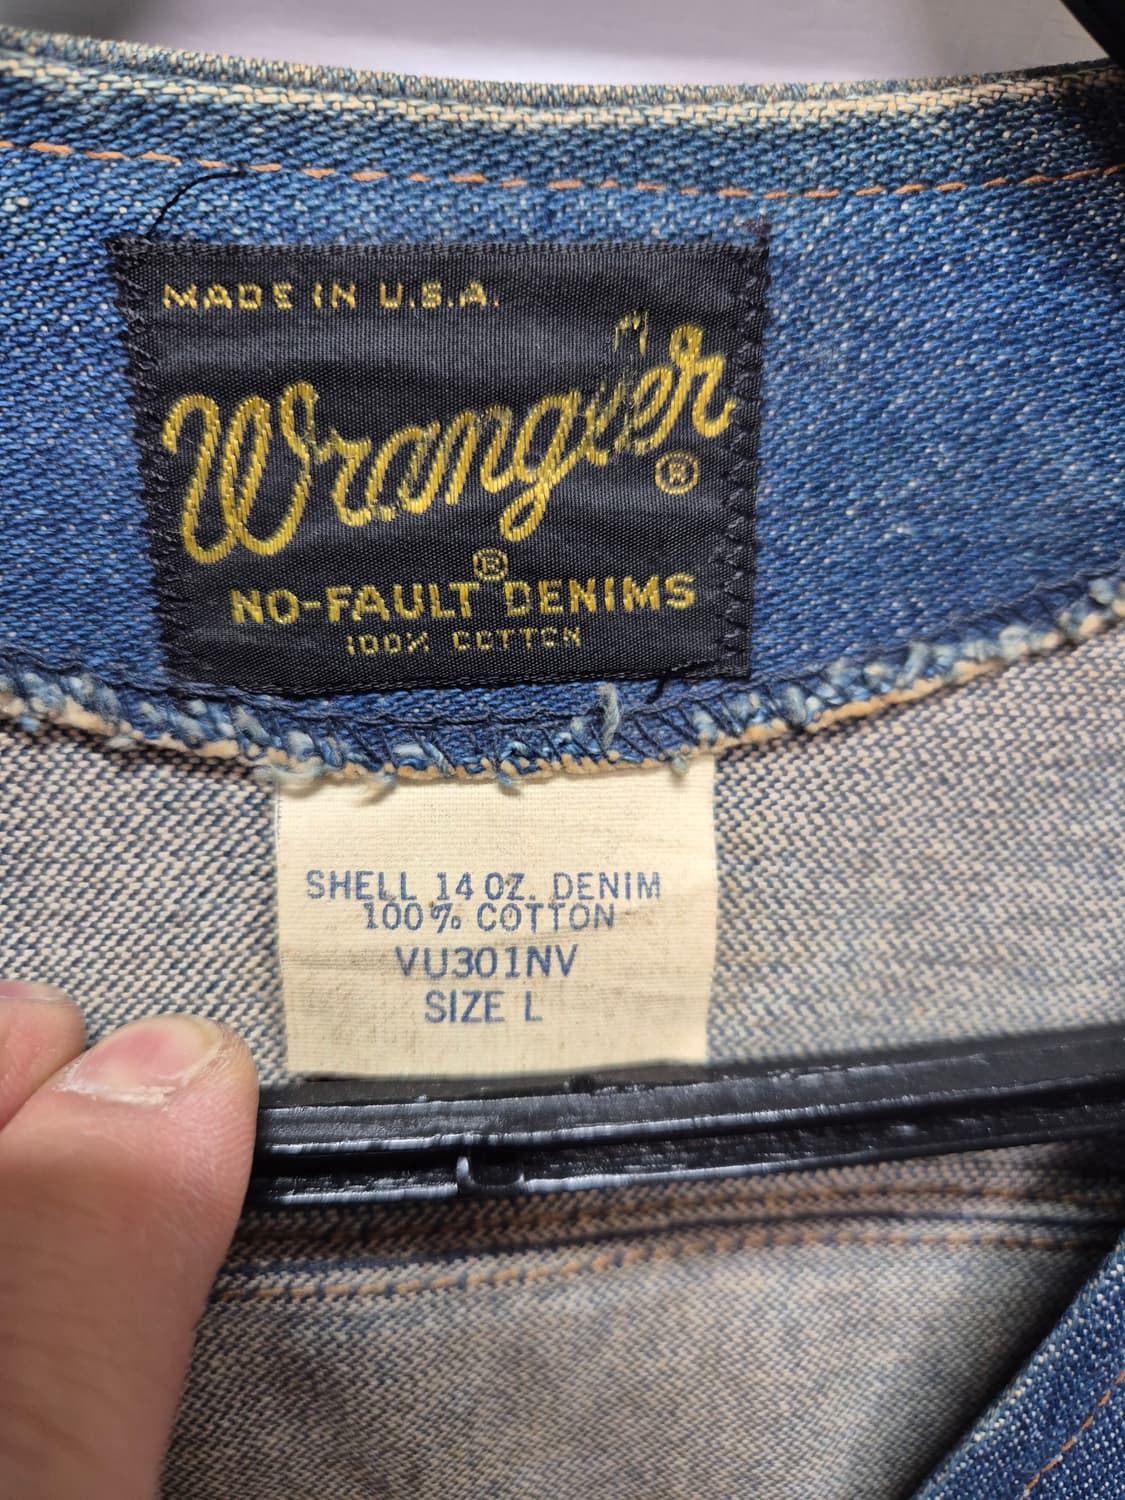 MADE IN U.S.A.
Wrangler ®
®
NO-FAULT DENIMS
100% COTTON
SHELL 14 OZ. DENIM
100% COTTON
VU301NV
SIZE L